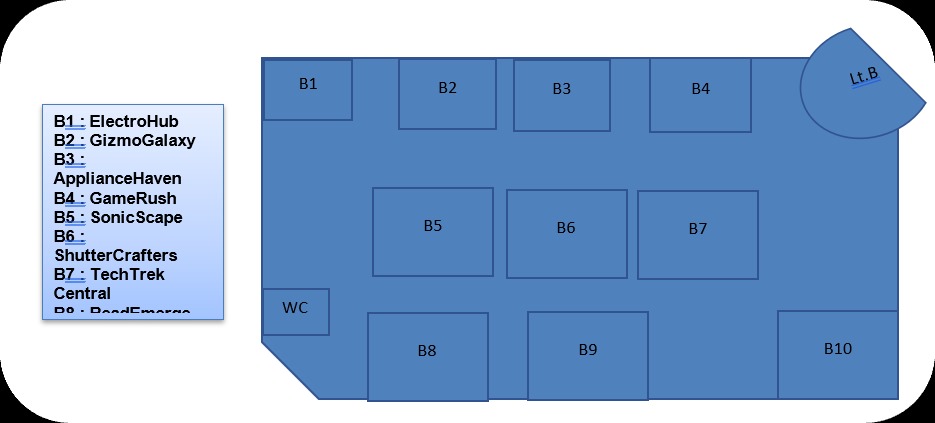 B1 : ElectroHub
B2 : GizmoGalaxy
B3 :
ApplianceHaven
B4 : GameRush
B5 : SonicScape
B6 :
ShutterCrafters
B7 : TechTrek
Central
B8 :
B1
B2
B3
B4
Lt.B
B5
B6
B7
WC
B8
B9
B10